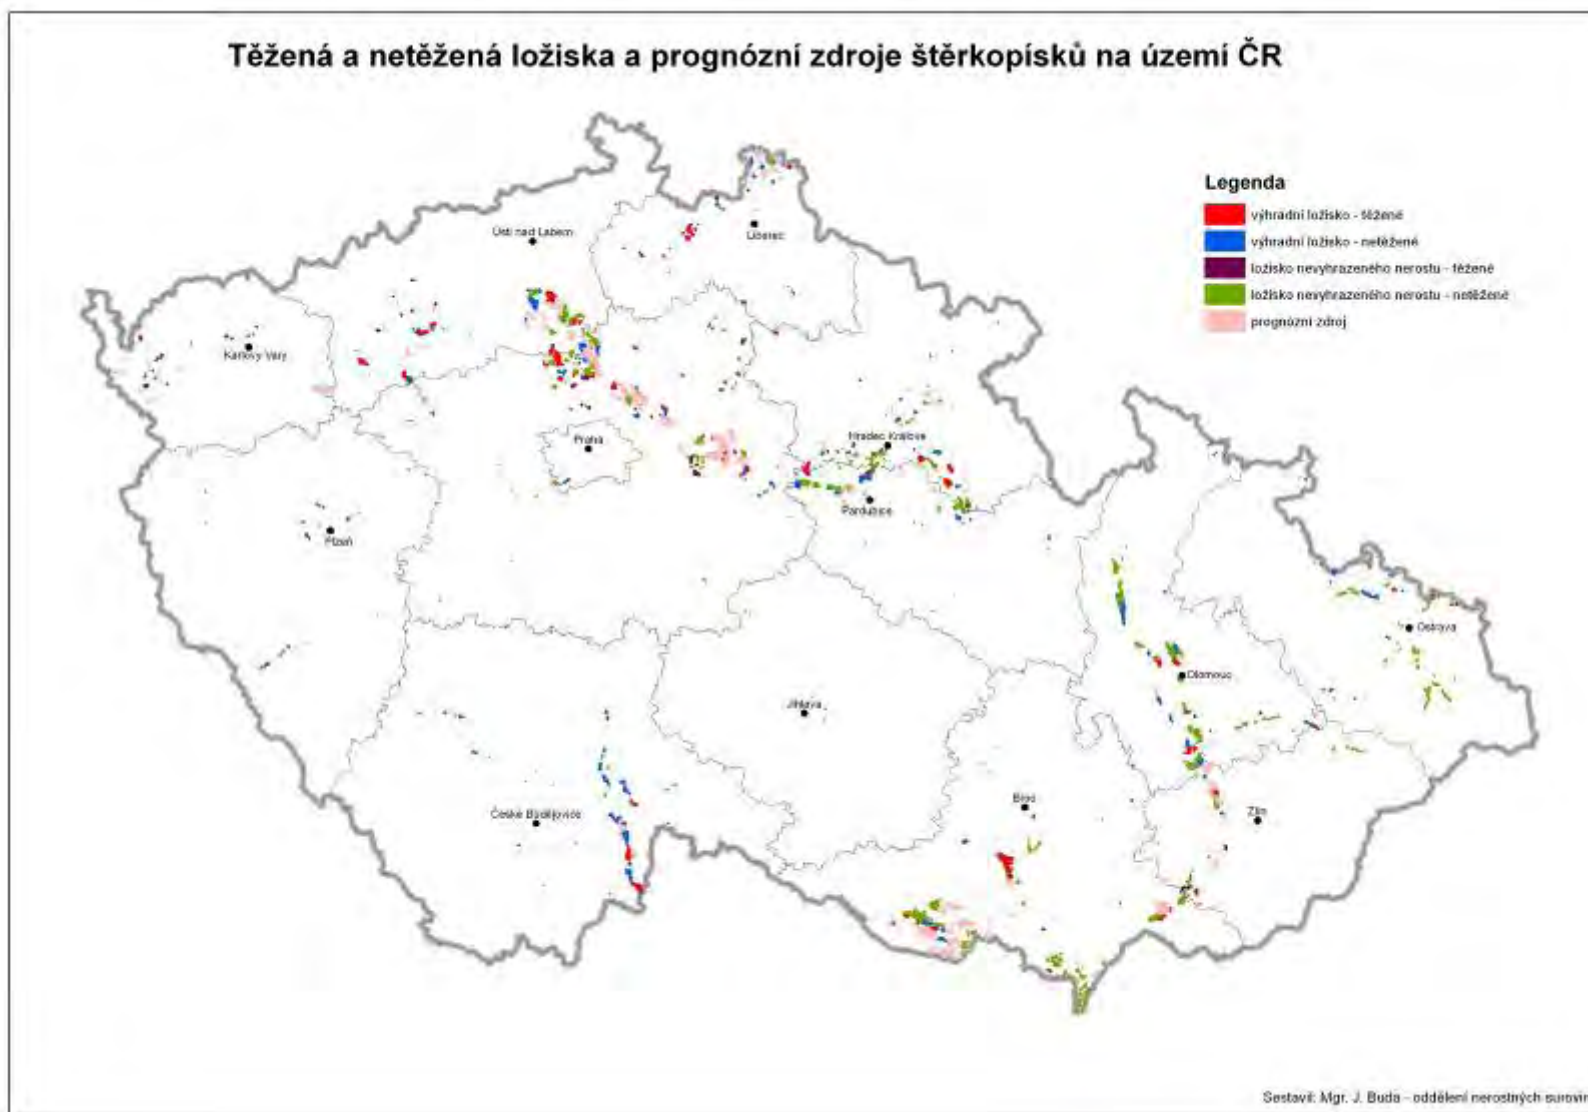 Těžená a netěžená ložiska a prognózní zdroje štěrkopísků na území ČR
Legenda
výhradní ložisko - těžené
výhradní ložisko - netěžené
ložisko nevyhrazeného nerostu - těžené
ložisko nevyhrazeného nerostu - netěžené
prognózní zdroj
Ústí nad Labem
Liberec
Karlovy Vary
Praha
Hradec Králové
Pardubice
Plzeň
Ostrava
Olomouc
Jihlava
Brno
Zlín
České Budějovice
Sestavil: Mgr. J. Buda - oddělení nerostných surovin